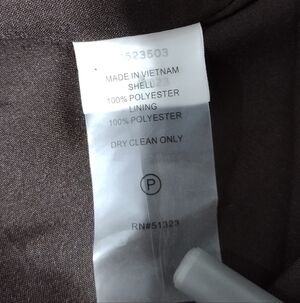 523503
MADE IN VIETNAM
SHELL
100% POLYESTER
LINING
100% POLYESTER
DRY CLEAN ONLY
P
RN#51323